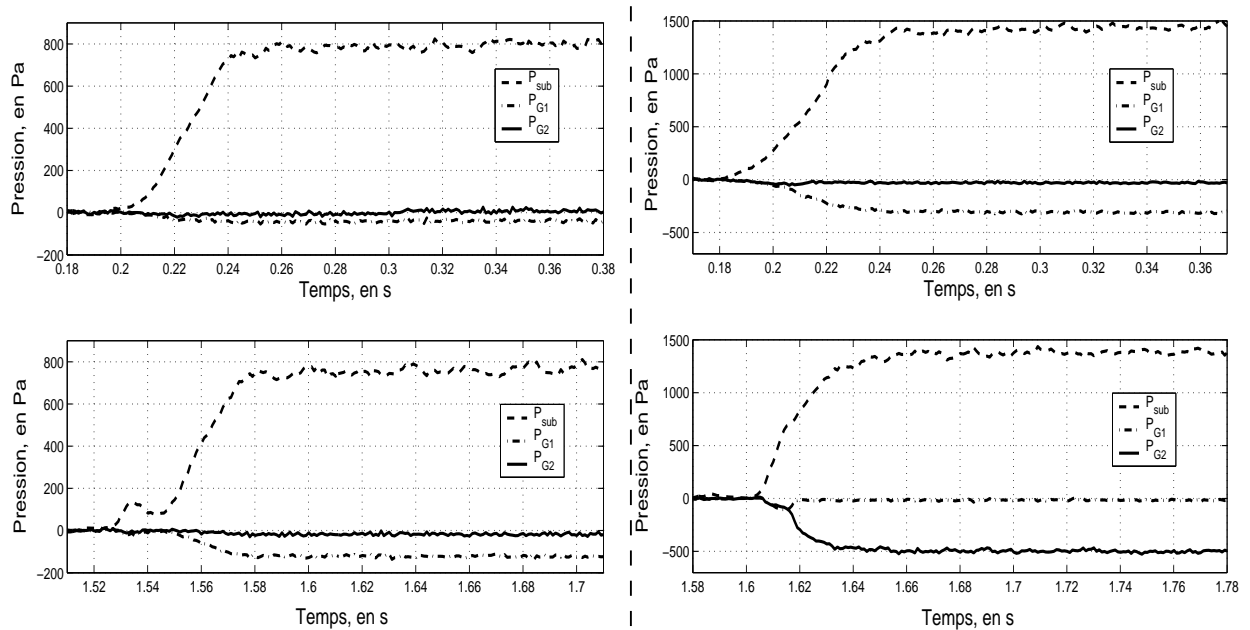 800
600
400
200
0
−200
Pression, en Pa
0.18 0.2 0.22 0.24 0.26 0.28 0.3 0.32 0.34 0.36 0.38
Temps, en s
P_sub
P_G1
P_G2
1500
1000
500
0
−500
Pression, en Pa
0.18 0.2 0.22 0.24 0.26 0.28 0.3 0.32 0.34 0.36
Temps, en s
P_sub
P_G1
P_G2
800
600
400
200
0
−200
Pression, en Pa
1.52 1.54 1.56 1.58 1.6 1.62 1.64 1.66 1.68 1.7
Temps, en s
P_sub
P_G1
P_G2
1500
1000
500
0
−500
Pression, en Pa
1.58 1.6 1.62 1.64 1.66 1.68 1.7 1.72 1.74 1.76 1.78
Temps, en s
P_sub
P_G1
P_G2